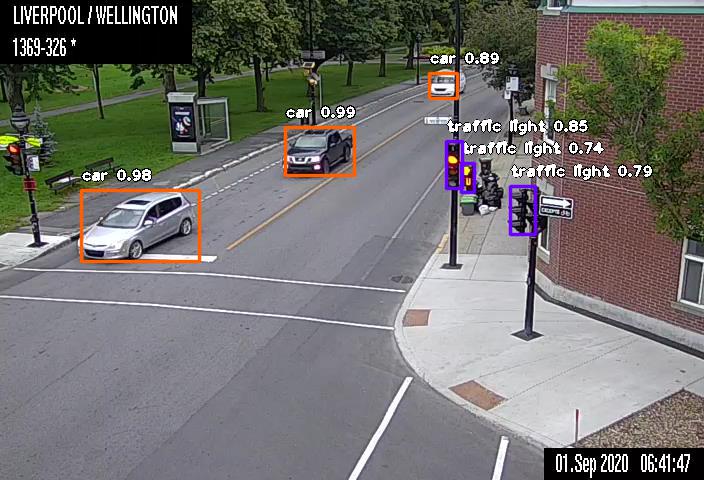 LIVERPOOL / WELLINGTON
1369-326 *
car 0.89
car 0.99
traffic light 0.85
traffic light 0.74
traffic light 0.79
car 0.98
01.Sep 2020 06:41:47